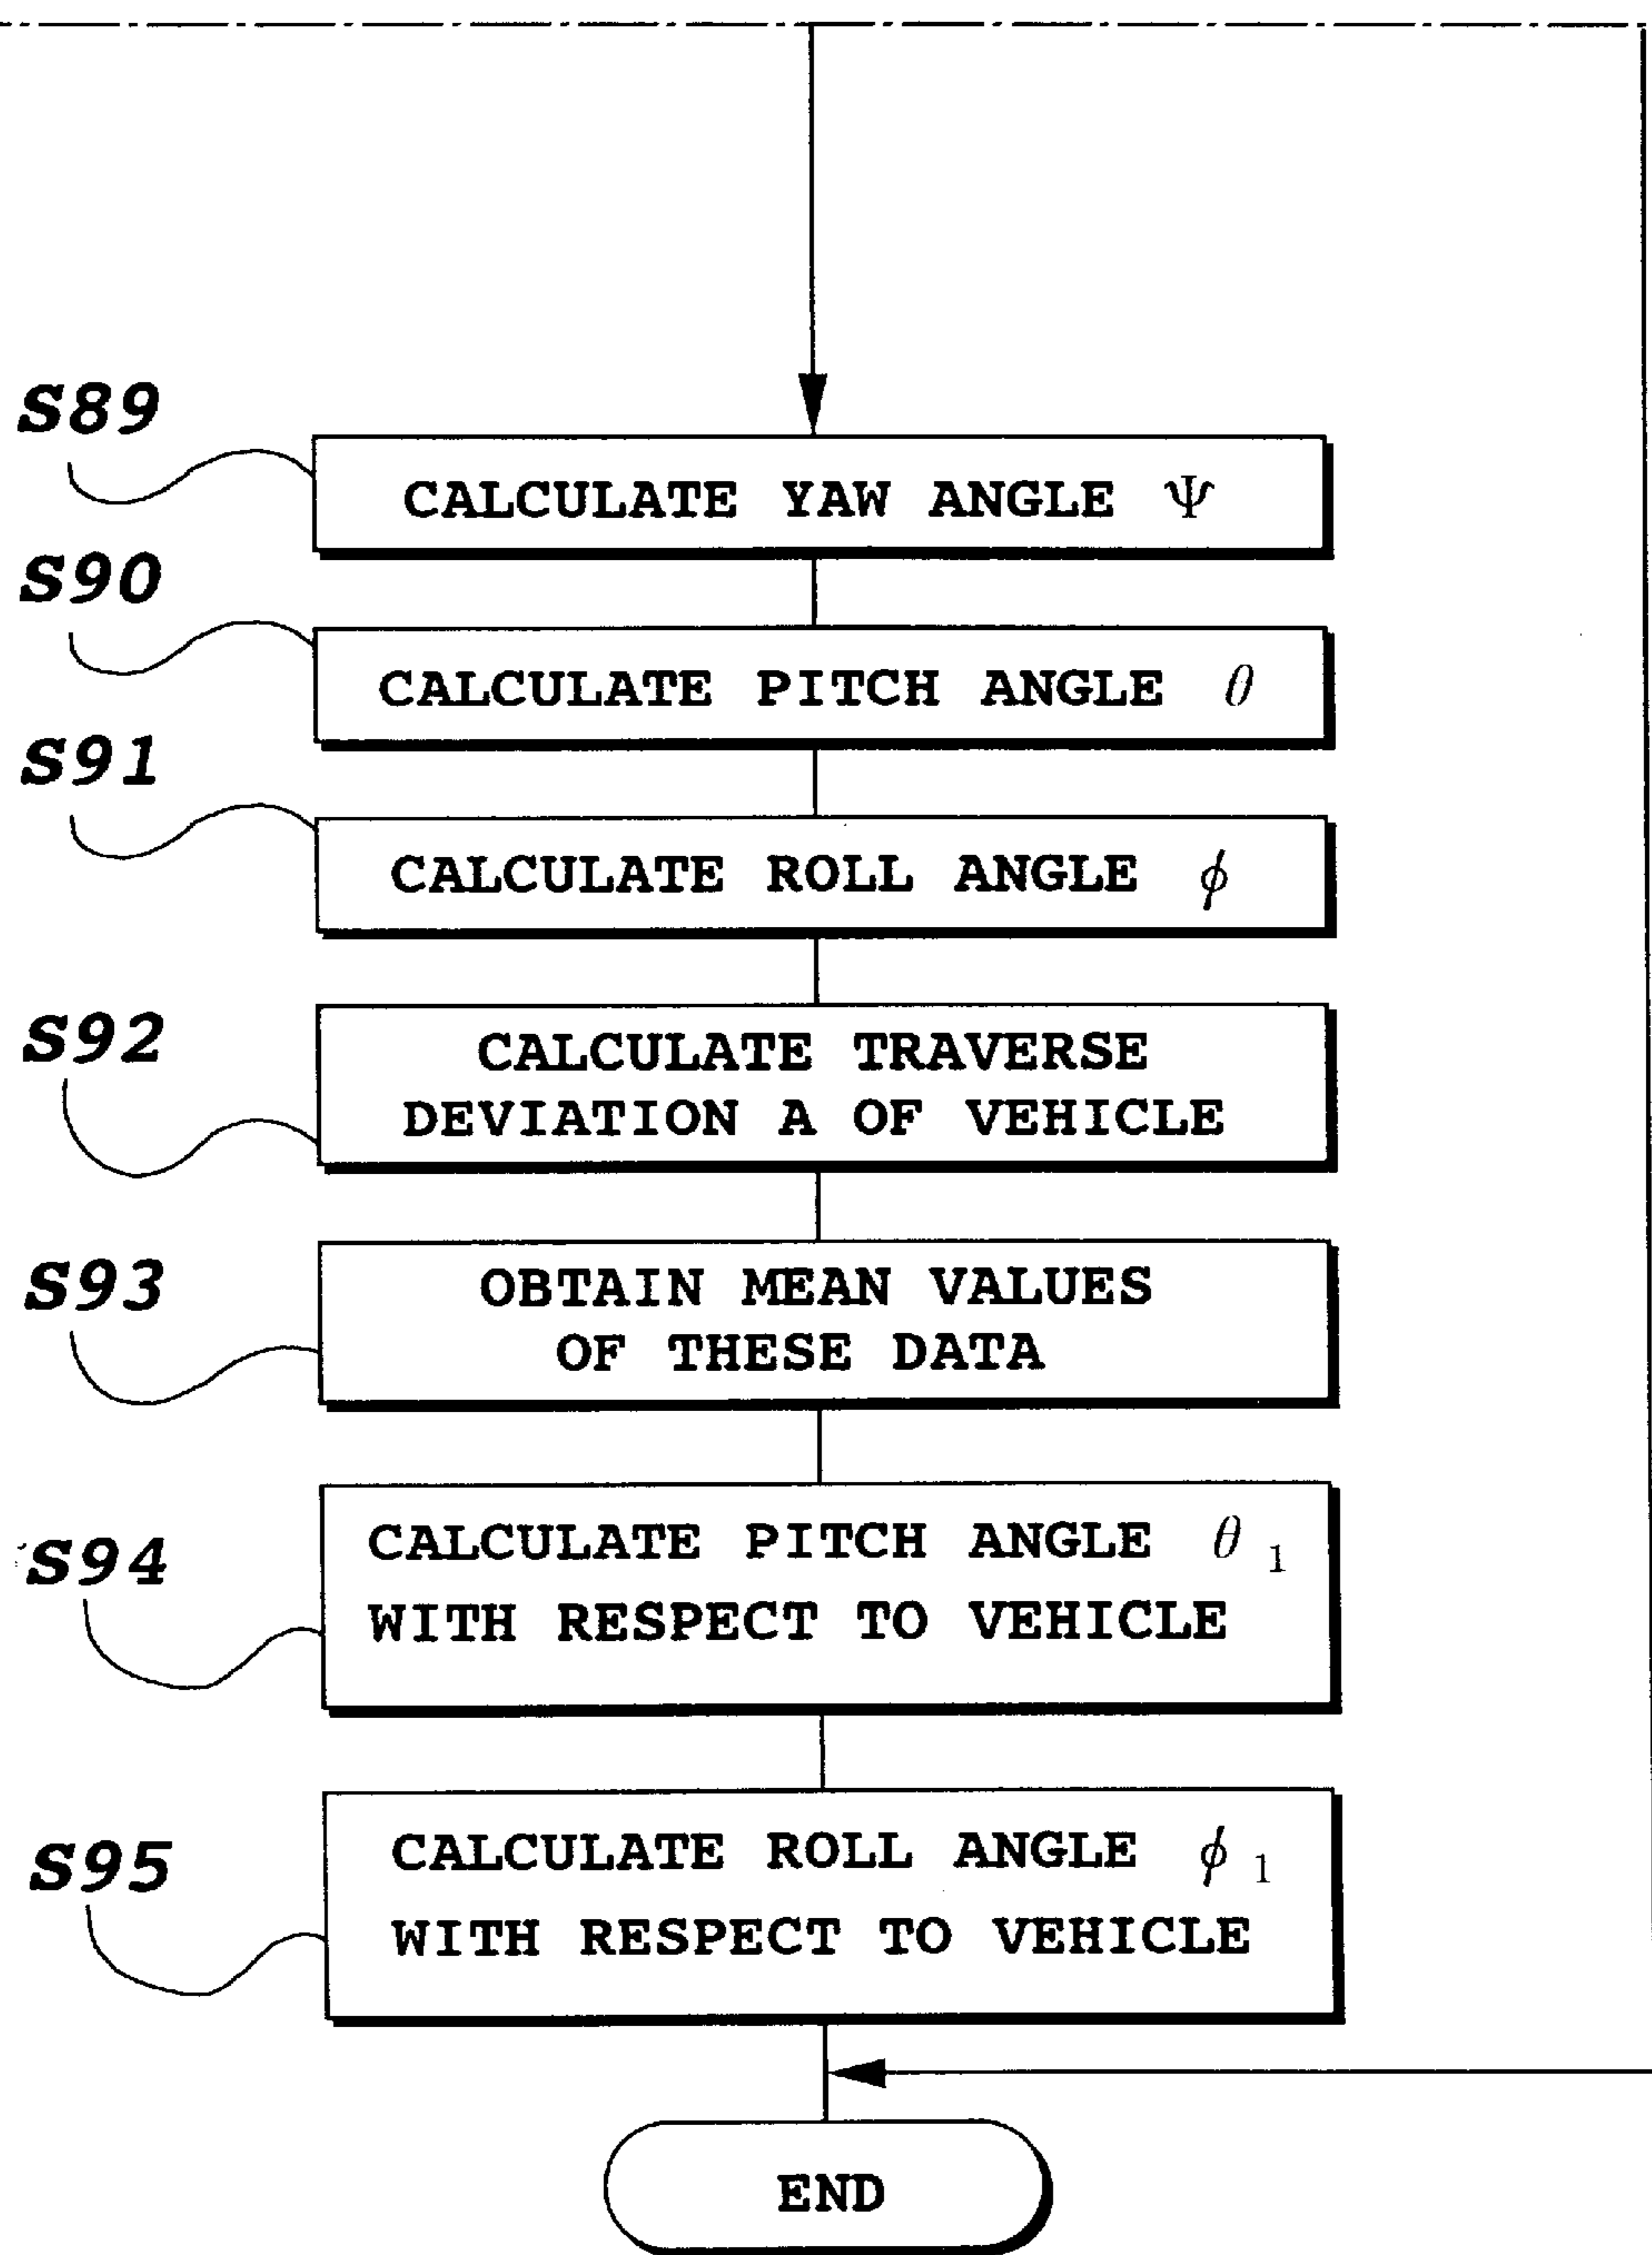 S89
CALCULATE YAW ANGLE Ψ
S90
CALCULATE PITCH ANGLE θ
S91
CALCULATE ROLL ANGLE ϕ
S92
CALCULATE TRAVERSE
DEVIATION A OF VEHICLE
S93
OBTAIN MEAN VALUES
OF THESE DATA
S94
CALCULATE PITCH ANGLE θ 1
WITH RESPECT TO VEHICLE
S95
CALCULATE ROLL ANGLE ϕ 1
WITH RESPECT TO VEHICLE
END